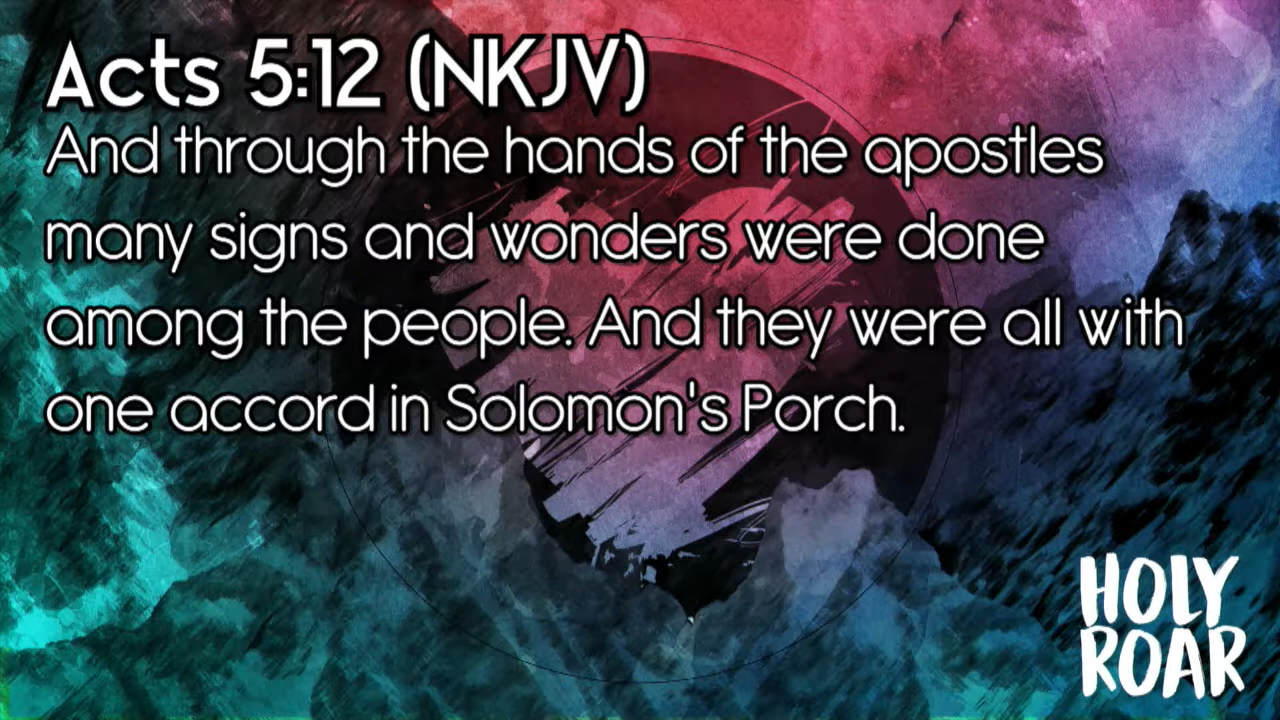 Acts 5:12 (NKJV)
And through the hands of the apostles
many signs and wonders were done
among the people. And they were all with
one accord in Solomon's Porch.
HOLY
ROAR